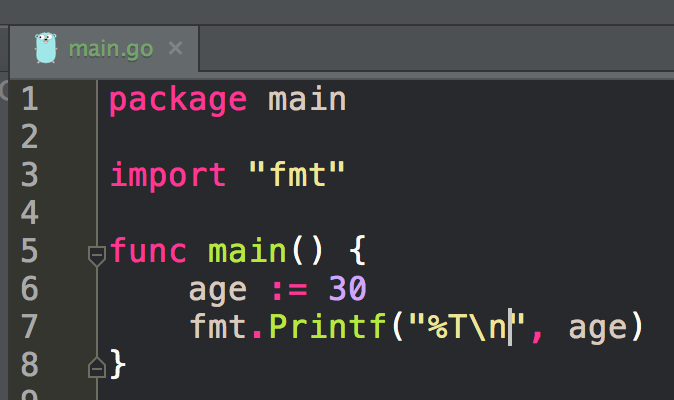 main.go ×
1 package main
2
3 import "fmt"
4
5 func main() {
6     age := 30
7     fmt.Printf("%T\n", age)
8 }
9